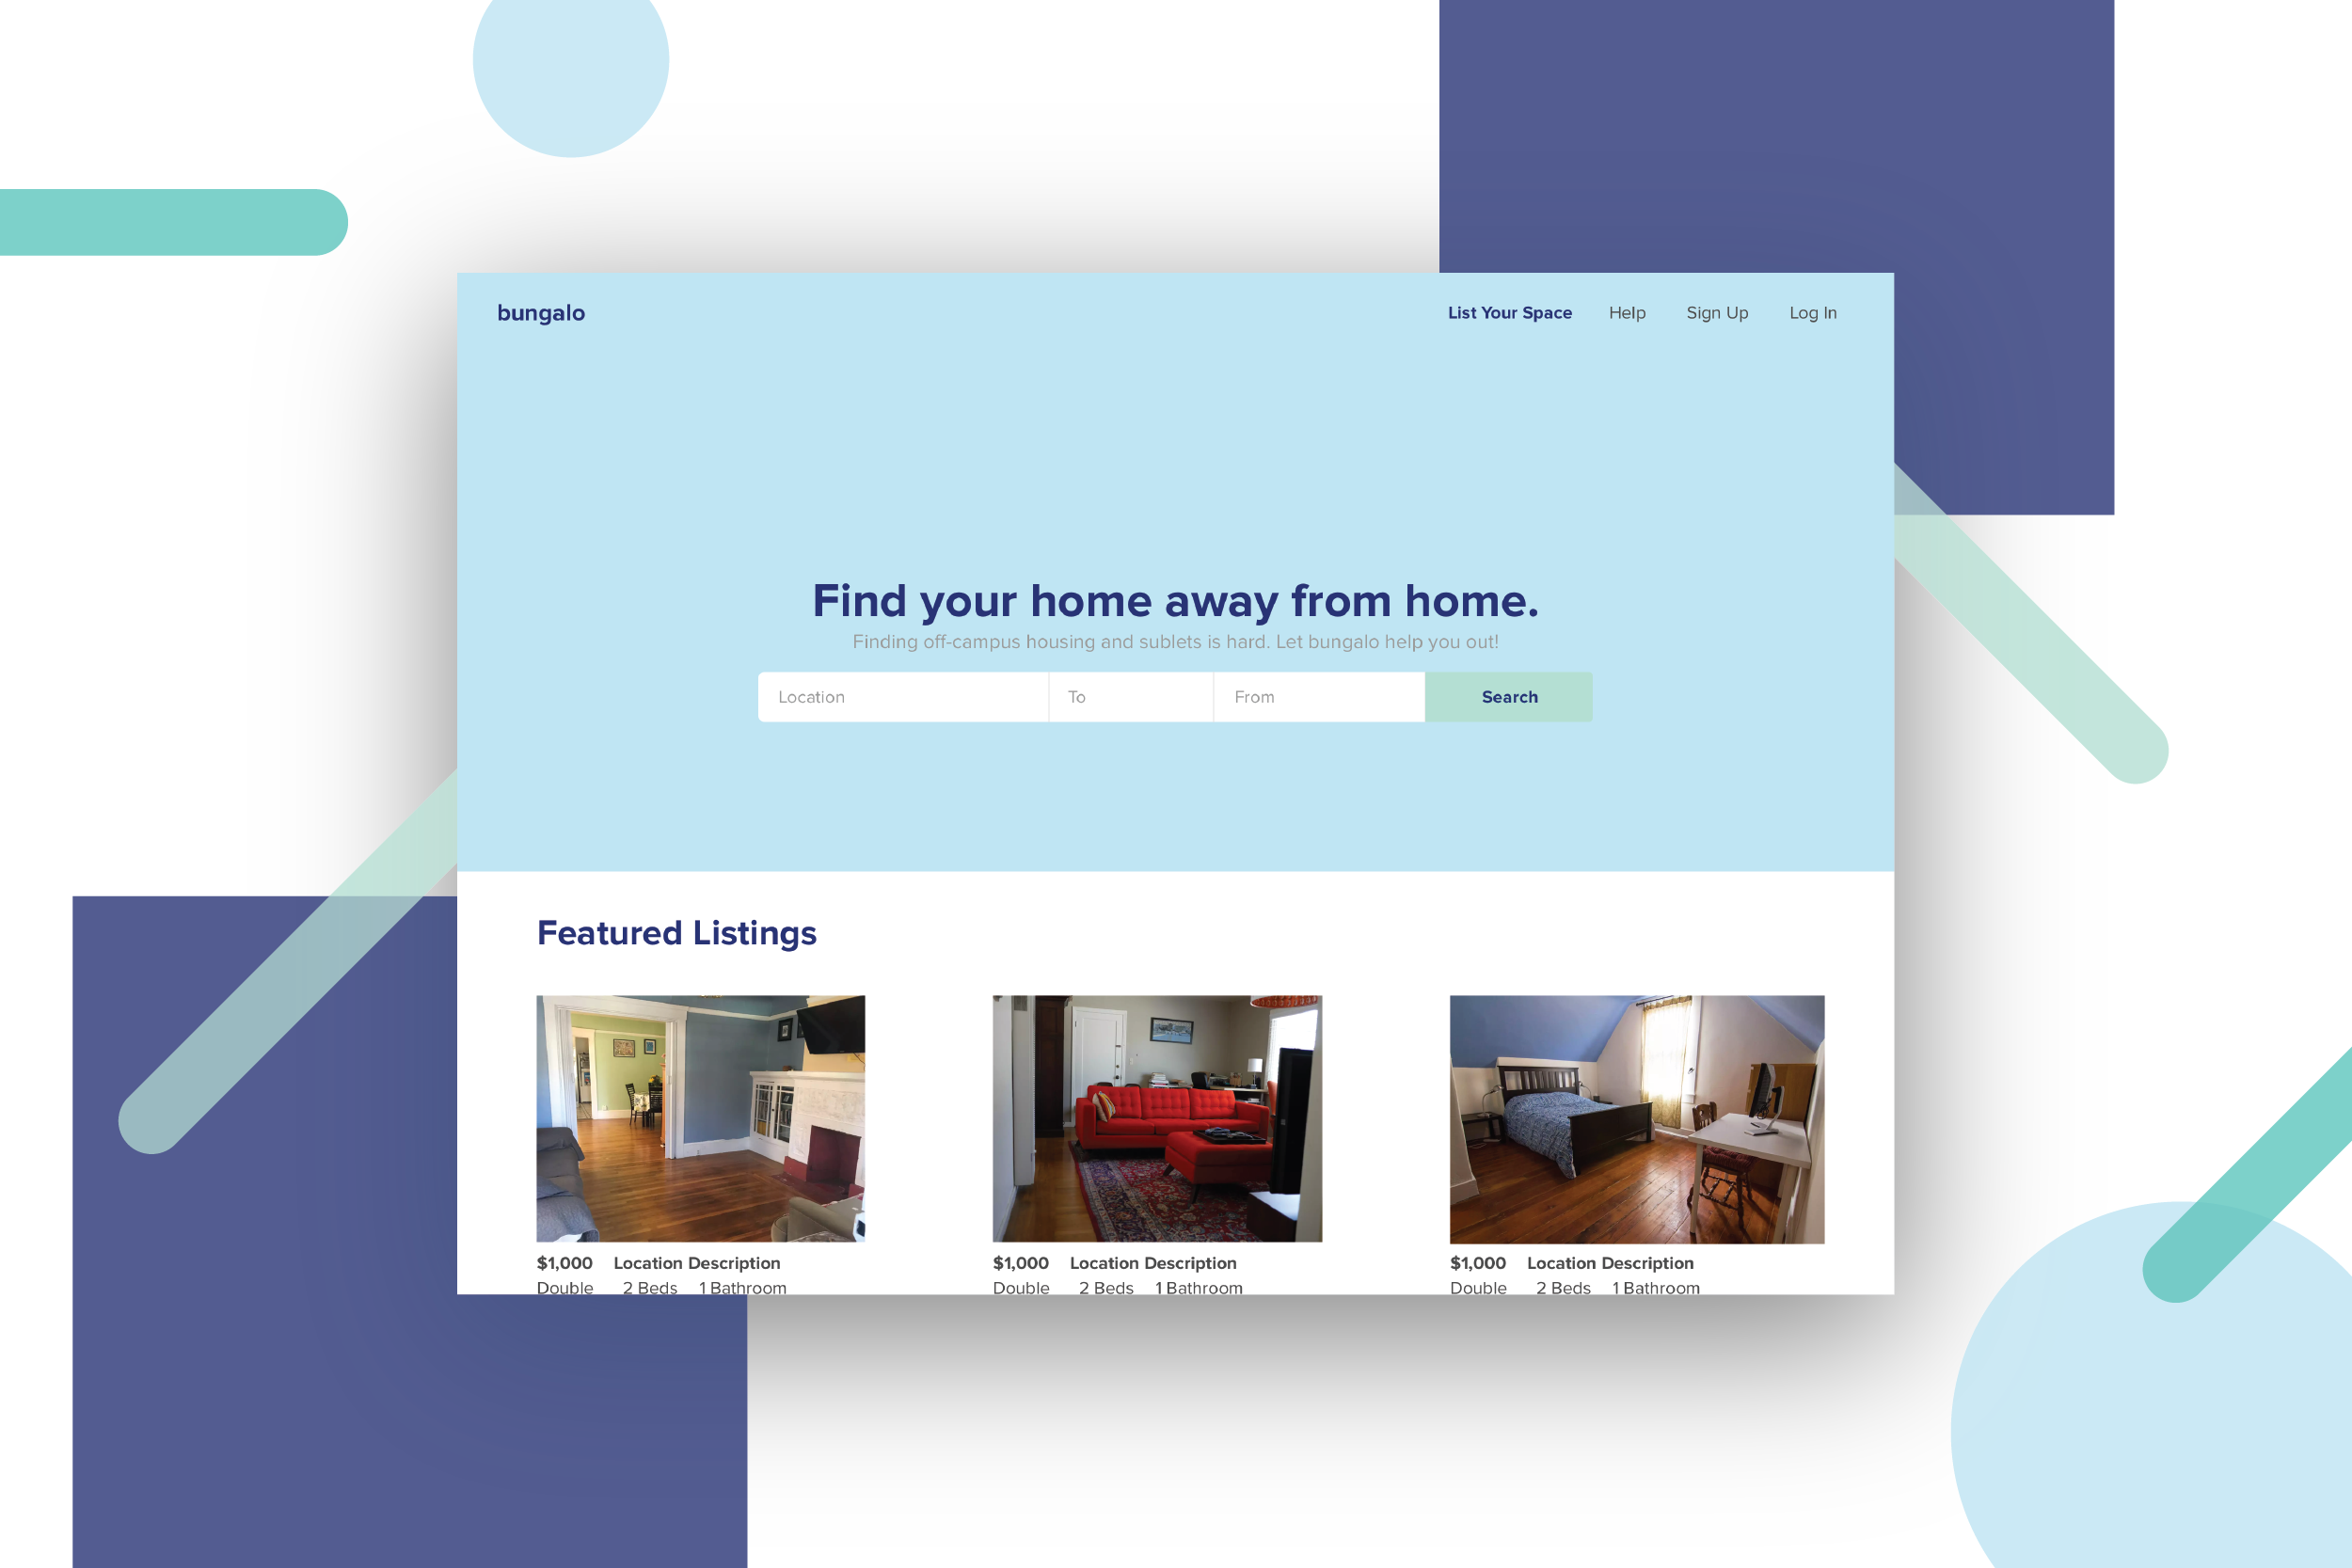 bungalo
List Your Space Help Sign Up Log In
Find your home away from home.
Finding off-campus housing and sublets is hard. Let bungalo help you out!
Location To From Search
Featured Listings
$1,000 Location Description
Double 2 Beds 1 Bathroom
$1,000 Location Description
Double 2 Beds 1 Bathroom
$1,000 Location Description
Double 2 Beds 1 Bathroom